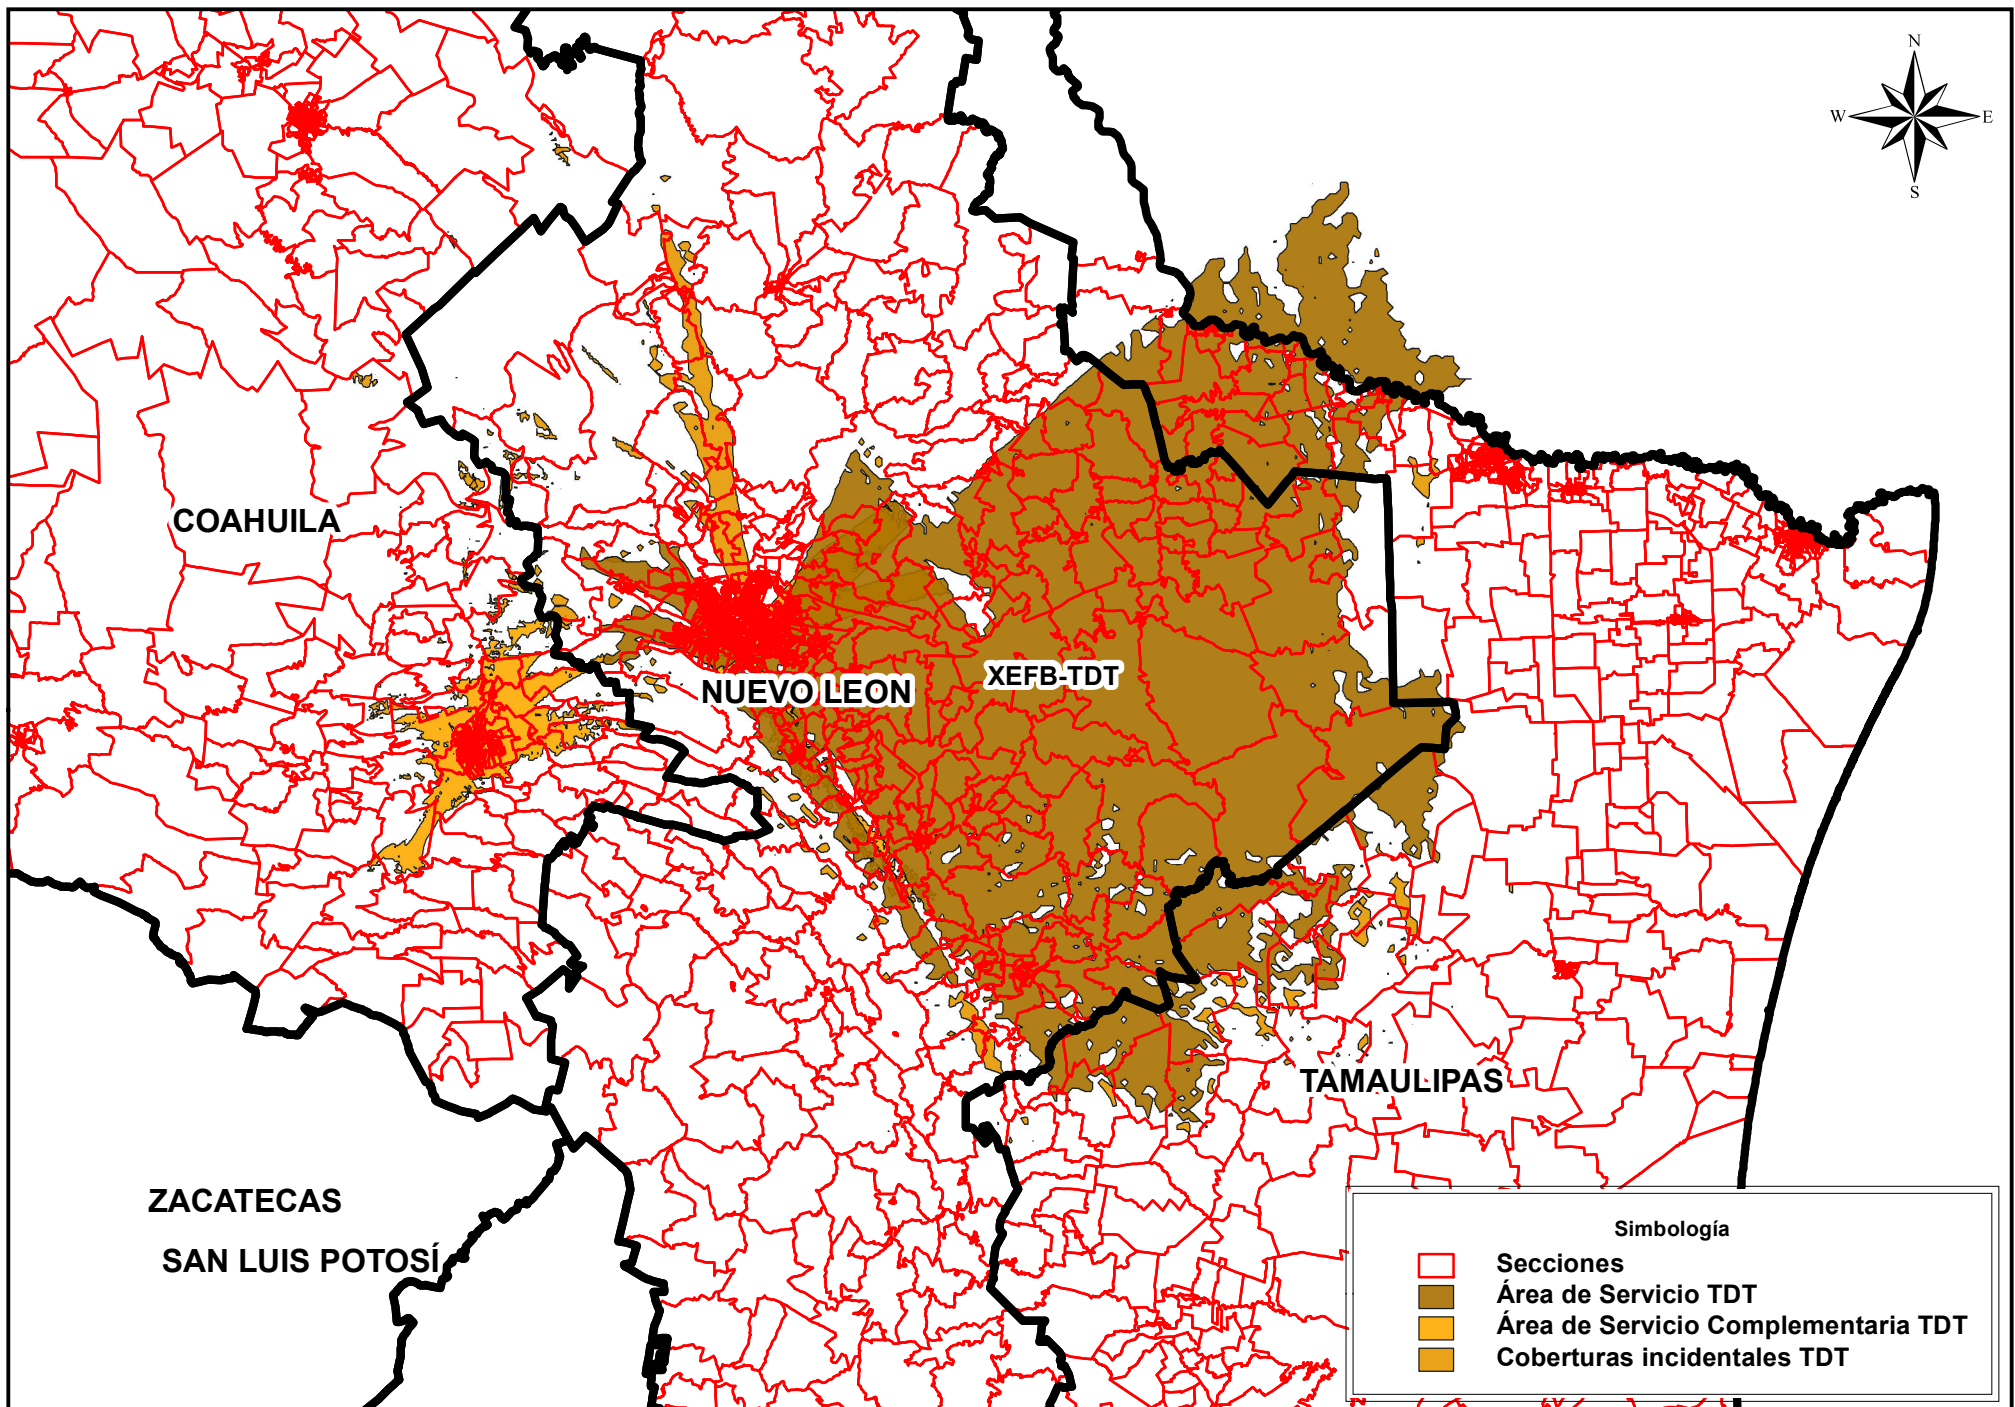 N
W E
S
COAHUILA
XEFB-TDT
NUEVO LEON
TAMAULIPAS
ZACATECAS
SAN LUIS POTOSÍ
Simbología
Secciones
Área de Servicio TDT
Área de Servicio Complementaria TDT
Coberturas incidentales TDT